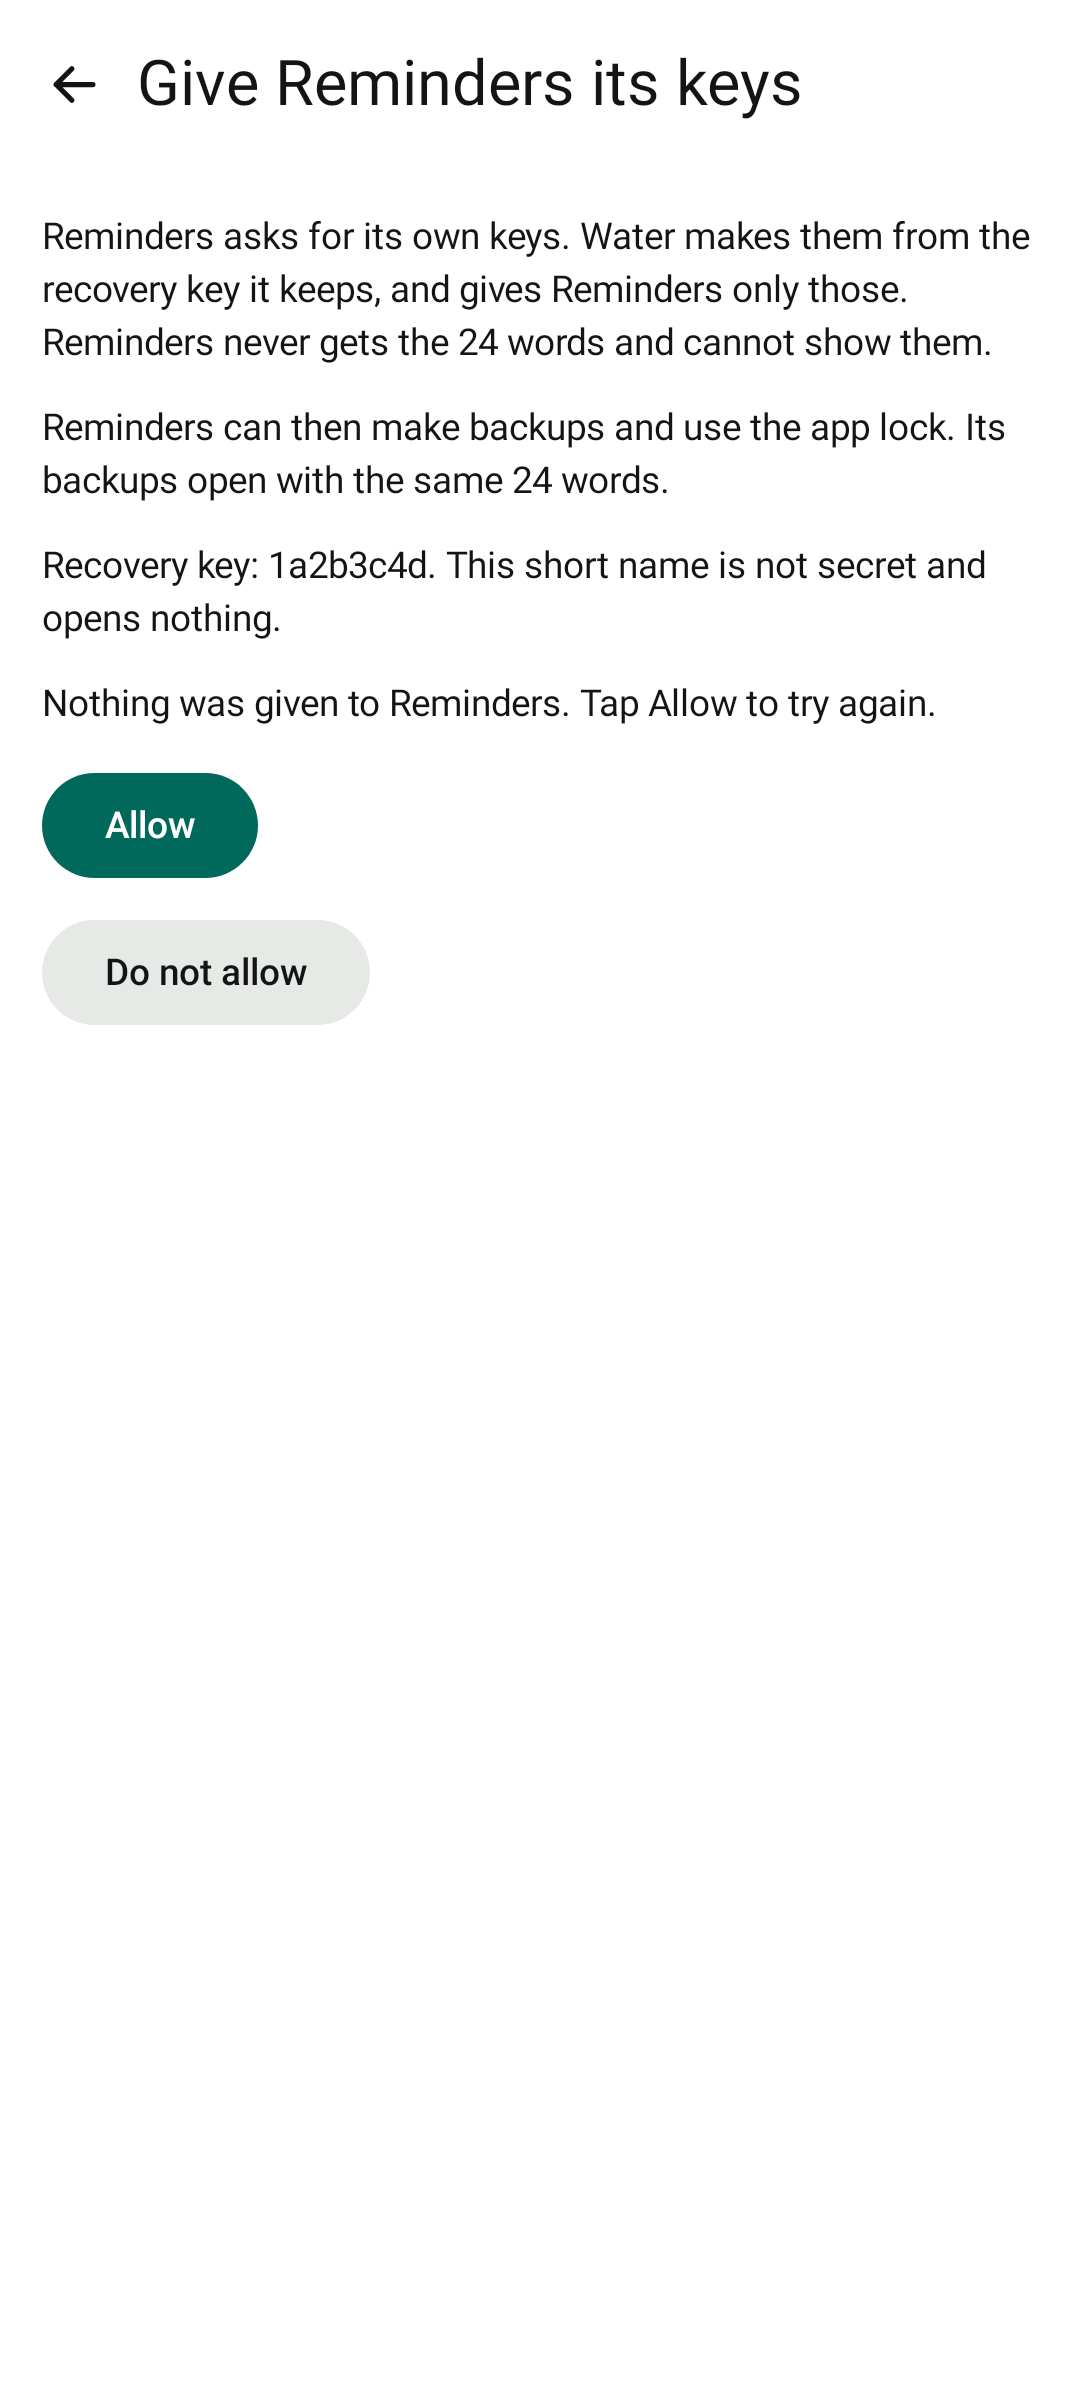 Give Reminders its keys
Reminders asks for its own keys. Water makes them from the
recovery key it keeps, and gives Reminders only those.
Reminders never gets the 24 words and cannot show them.
Reminders can then make backups and use the app lock. Its
backups open with the same 24 words.
Recovery key: 1a2b3c4d. This short name is not secret and
opens nothing.
Nothing was given to Reminders. Tap Allow to try again.
Allow
Do not allow